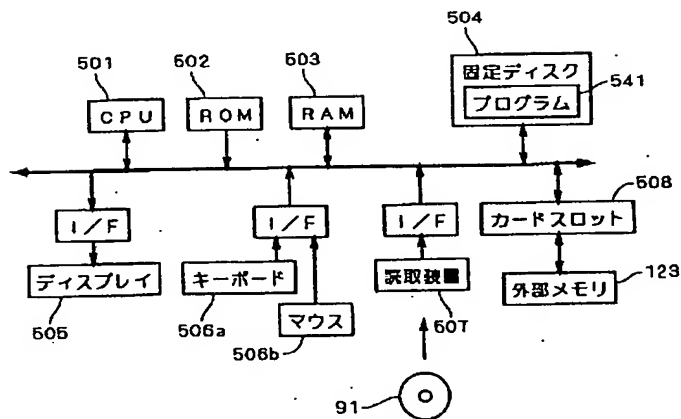 504
501
502
503
固定ディスク
541
プログラム
CPU
ROM
RAM
508
I/F
I/F
I/F
カードスロット
ディスプレイ
キーボード
読取装置
123
外部メモリ
505
506a
マウス
507
506b
91